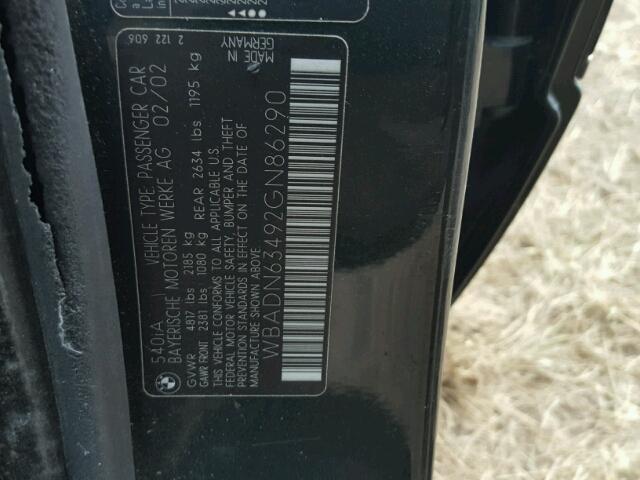 5401A VEHICLE TYPE: PASSENGER CAR
BAYERISCHE MOTOREN WERKE AG 02/02
GVWR 4817 lbs 2185 kg
GAWR FRONT 2381 lbs 1080 kg REAR 2634 lbs 1195 kg
THIS VEHICLE CONFORMS TO ALL APPLICABLE U.S.
FEDERAL MOTOR VEHICLE SAFETY, BUMPER AND THEFT
PREVENTION STANDARDS IN EFFECT ON THE DATE OF
MANUFACTURE SHOWN ABOVE.
WBADN63492GN86290
2 122 606
MADE IN
GERMANY